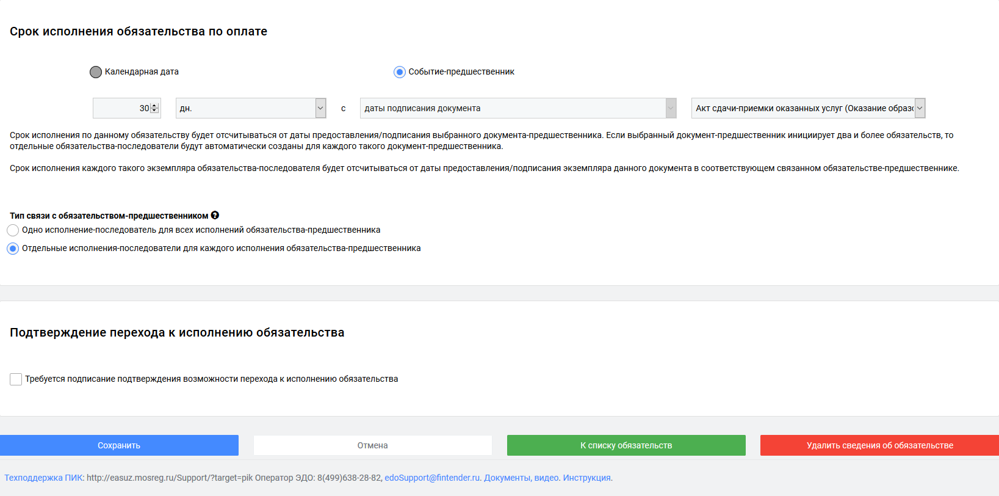 Срок исполнения обязательства по оплате
Календарная дата
Событие-предшественник
30
дн.
с
даты подписания документа
Акт сдачи-приемки оказанных услуг (Оказание
Срок исполнения по данному обязательству будет отсчитываться от даты предоставления/подписания выбранного документа-предшественника. Если выбранный документ-предшественник инициирует два и более обязательств, то
отдельные обязательства-последователи будут автоматически созданы для каждого такого документ-предшественника.
Срок исполнения каждого такого экземпляра обязательства-последователя будет отсчитываться от даты предоставления/подписания экземпляра данного документа в соответствующем связанном обязательстве-предшественнике.
Тип связи с обязательством-предшественником ?
Одно исполнение-последователь для всех исполнений обязательства-предшественника
Отдельные исполнения-последователи для каждого исполнения обязательства-предшественника
Подтверждение перехода к исполнению обязательства
Требуется подписание подтверждения возможности перехода к исполнению обязательства
Сохранить
Отмена
К списку обязательств
Удалить сведения об обязательстве
Техподдержка ПИК: http://easuz.mosreg.ru/Support/?target=pik Оператор ЭДО: 8(499)638-28-82, edoSupport@fintender.ru. Документы, видео. Инструкция.